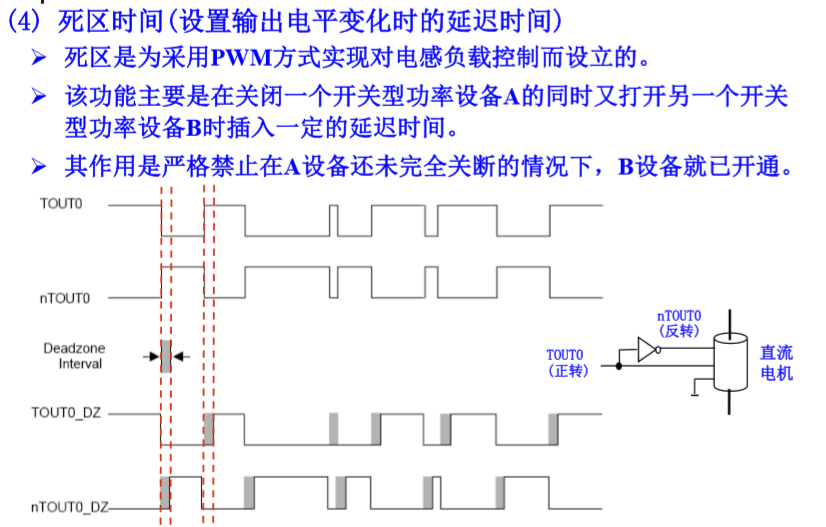 (4) 死区时间(设置输出电平变化时的延迟时间)
➢ 死区是为采用PWM方式实现对电感负载控制而设立的。
➢ 该功能主要是在关闭一个开关型功率设备A的同时又打开另一个开关
型功率设备B时插入一定的延迟时间。
➢ 其作用是严格禁止在A设备还未完全关断的情况下，B设备就已开通。
TOUT0
nTOUT0
nTOUT0
(反转)
Deadzone
Interval
TOUT0
(正转)
直流
电机
TOUT0_DZ
nTOUT0_DZ